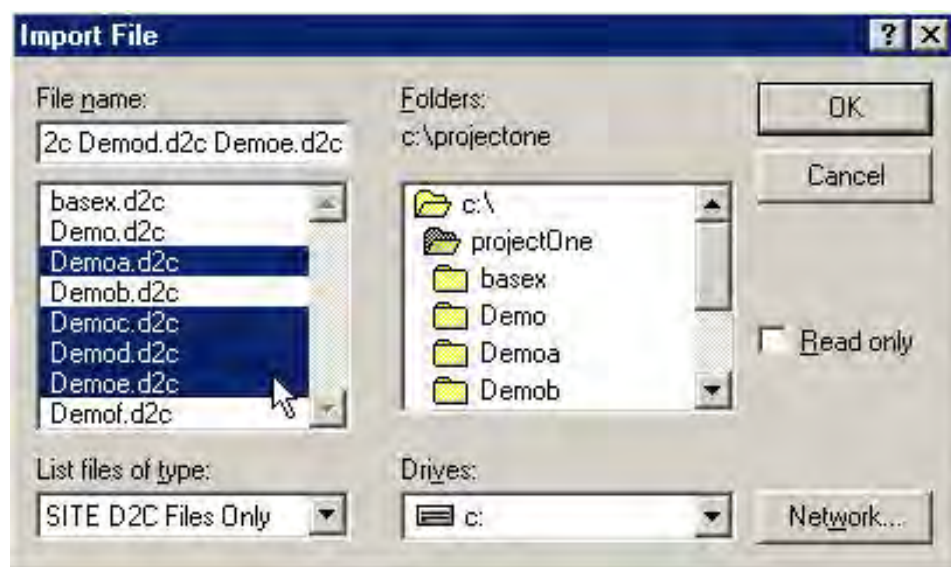 Import File
File name:
2c Demod.d2c Demoe.d2c
basex.d2c
Demo.d2c
Demoa.d2c
Demob.d2c
Democ.d2c
Demod.d2c
Demoe.d2c
Demof.d2c
List files of type:
SITE D2C Files Only
Folders:
c:\projectone
c:\
projectOne
basex
Demo
Demoa
Demob
Drives:
c:
OK
Cancel
Read only
Network...